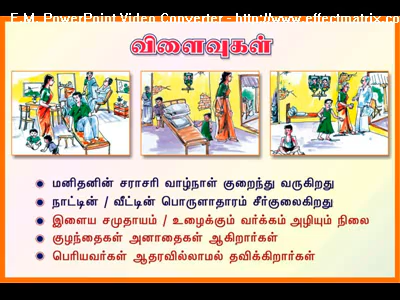 E.M. PowerPoint Video Converter - http://www.effectmatrix.co
விளைவுகள்
மனிதனின் சராசரி வாழ்நாள் குறைந்து வருகிறது
நாட்டின் / வீட்டின் பொருளாதாரம் சீர்குலைகிறது
இளைய சமுதாயம் / உழைக்கும் வர்க்கம் அழியும் நிலை
குழந்தைகள் அனாதைகள் ஆகிறார்கள்
பெரியவர்கள் ஆதரவில்லாமல் தவிக்கிறார்கள்